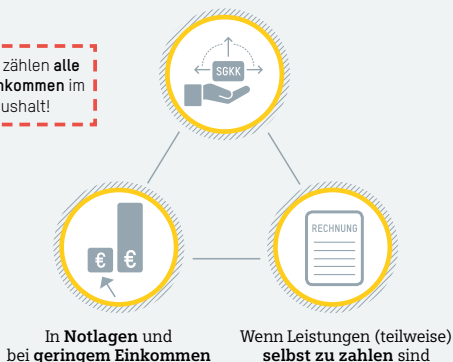 zählen alle
kommen im
ushalt!
SGKK
€ €
RECHNUNG
In Notlagen und
bei geringem Einkommen
Wenn Leistungen (teilweise)
selbst zu zahlen sind